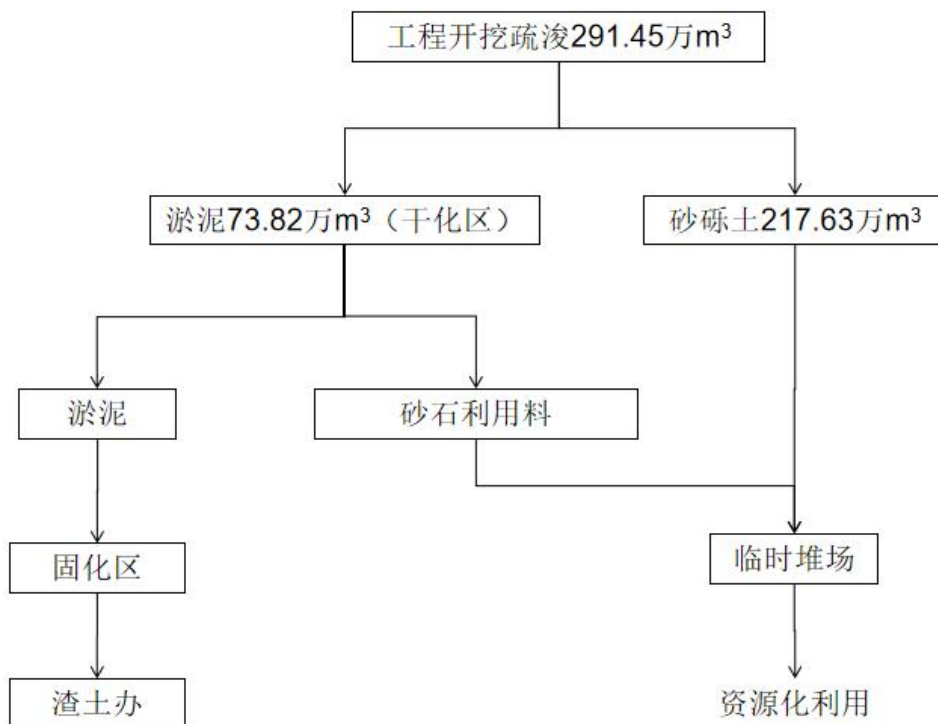 工程开挖疏浚291.45万m³
淤泥73.82万m³（干化区）
砂砾土217.63万m³
淤泥
砂石利用料
固化区
临时堆场
渣土办
资源化利用